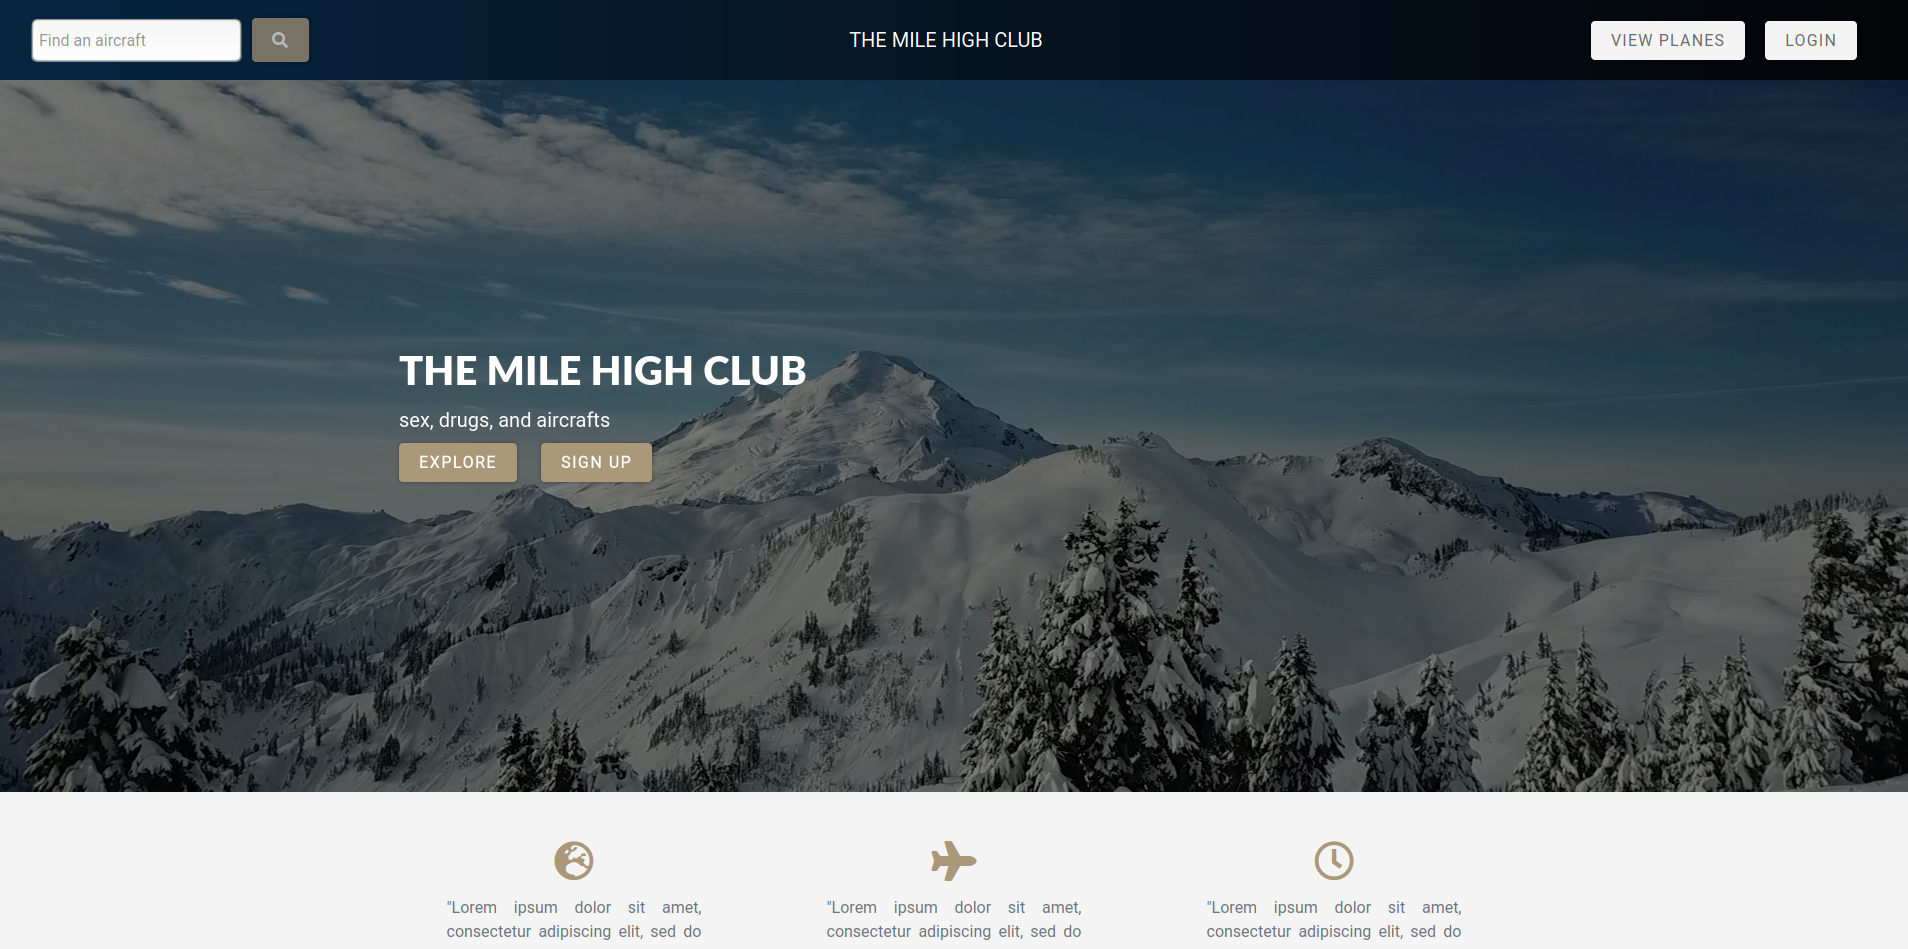 Find an aircraft
THE MILE HIGH CLUB
VIEW PLANES
LOGIN
THE MILE HIGH CLUB
sex, drugs, and aircrafts
EXPLORE
SIGN UP
"Lorem ipsum dolor sit amet,
consectetur adipiscing elit, sed do
"Lorem ipsum dolor sit amet,
consectetur adipiscing elit, sed do
"Lorem ipsum dolor sit amet,
consectetur adipiscing elit, sed do